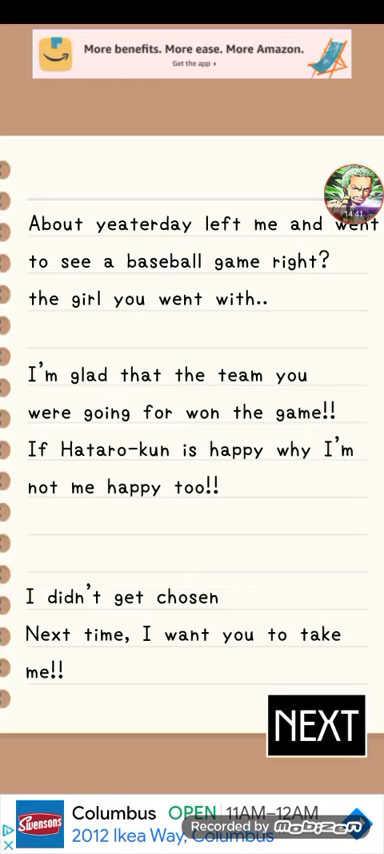 More benefits. More ease. More Amazon.
Get the app ▸
14:41
About yeaterday left me and went
to see a baseball game right?
the girl you went with..
I'm glad that the team you
were going for won the game!!
If Hataro-kun is happy why I'm
not me happy too!!
I didn't get chosen
Next time, I want you to take
me!!
NEXT
Swensons
Columbus OPEN 11AM–12AM
2012 Ikea Way, Columbus
Recorded by mobizen